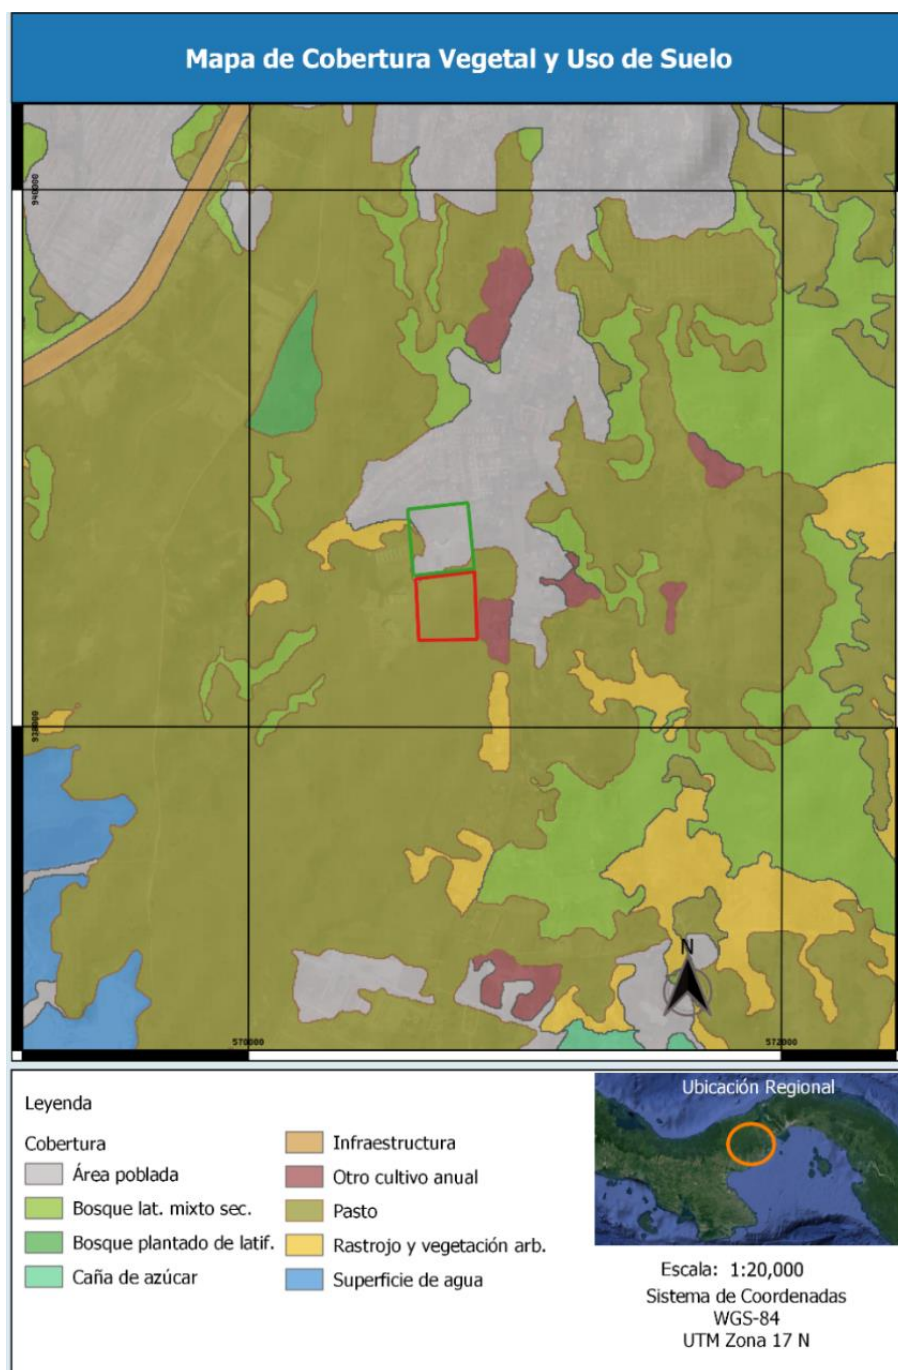 Mapa de Cobertura Vegetal y Uso de Suelo
940000
938000
N
570000
572000
Leyenda
Cobertura
Área poblada
Bosque lat. mixto sec.
Bosque plantado de latif.
Caña de azúcar
Infraestructura
Otro cultivo anual
Pasto
Rastrojo y vegetación arb.
Superficie de agua
Ubicación Regional
Escala: 1:20,000
Sistema de Coordenadas
WGS-84
UTM Zona 17 N